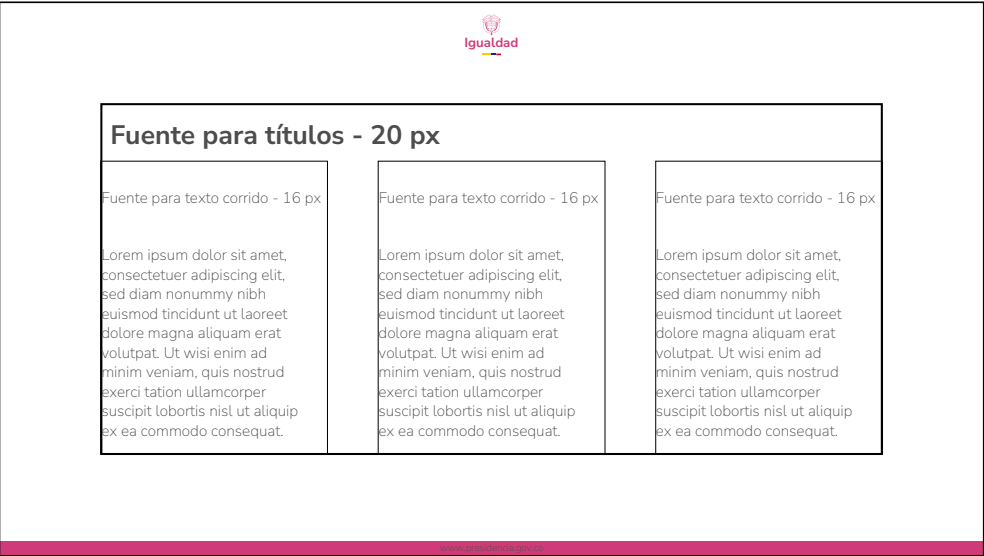 Igualdad
Fuente para títulos - 20 px
Fuente para texto corrido - 16 px
Lorem ipsum dolor sit amet,
consectetuer adipiscing elit,
sed diam nonummy nibh
euismod tincidunt ut laoreet
dolore magna aliquam erat
volutpat. Ut wisi enim ad
minim veniam, quis nostrud
exerci tation ullamcorper
suscipit lobortis nisl ut aliquip
ex ea commodo consequat.
Fuente para texto corrido - 16 px
Lorem ipsum dolor sit amet,
consectetuer adipiscing elit,
sed diam nonummy nibh
euismod tincidunt ut laoreet
dolore magna aliquam erat
volutpat. Ut wisi enim ad
minim veniam, quis nostrud
exerci tation ullamcorper
suscipit lobortis nisl ut aliquip
ex ea commodo consequat.
Fuente para texto corrido - 16 px
Lorem ipsum dolor sit amet,
consectetuer adipiscing elit,
sed diam nonummy nibh
euismod tincidunt ut laoreet
dolore magna aliquam erat
volutpat. Ut wisi enim ad
minim veniam, quis nostrud
exerci tation ullamcorper
suscipit lobortis nisl ut aliquip
ex ea commodo consequat.
www.presidencia.gov.co